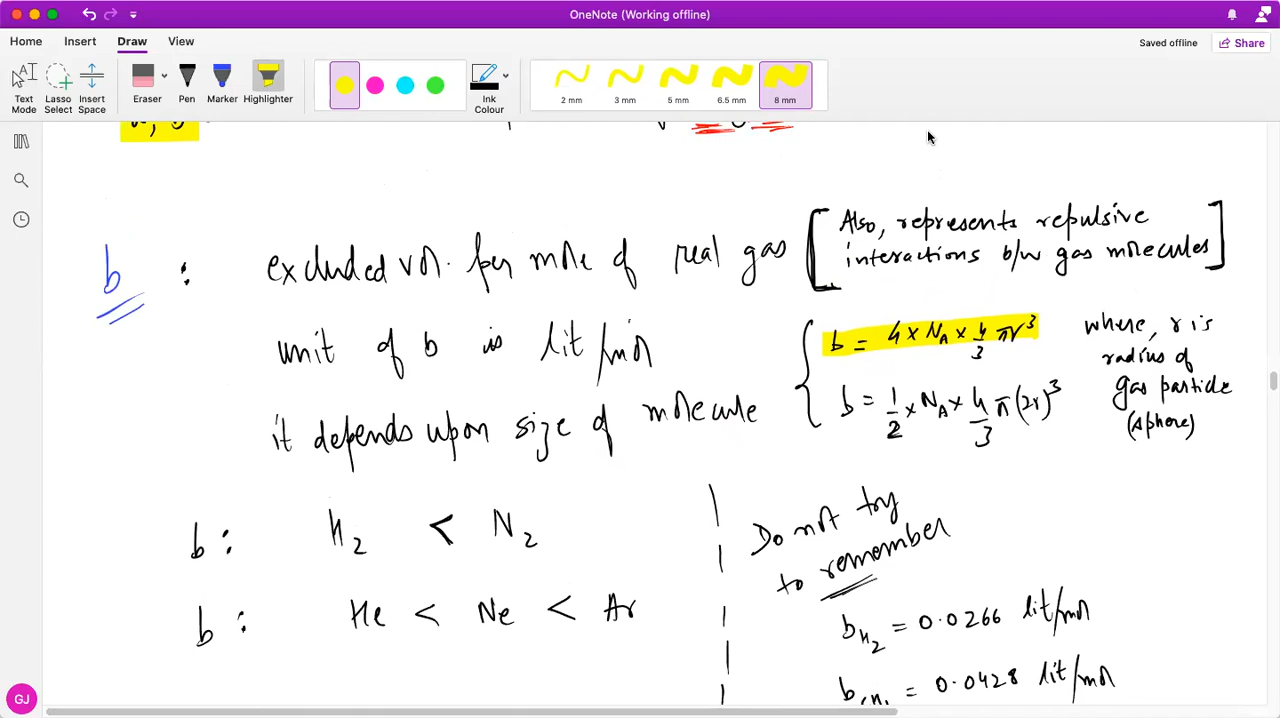 OneNote (Working offline)
Home Insert Draw View
Saved offline Share
Text Mode
Lasso Select
Insert Space
Eraser
Pen
Marker
Highlighter
Ink Colour
2 mm
3 mm
5 mm
6.5 mm
8 mm
b : excluded vol. per mole of real gas [Also, represents repulsive
interactions b/w gas molecules]
unit of b is lit/mol
b = 4 × N_A × 4/3 πr³
where, r is
radius of
gas particle
(sphere)
b = 1/2 × N_A × 4/3 π(2r)³
it depends upon size of molecule
b : H₂ < N₂
b : He < Ne < Ar
Do not try
to remember
b_H₂ = 0.0266 lit/mol
= 0.0428 lit/mol
GJ